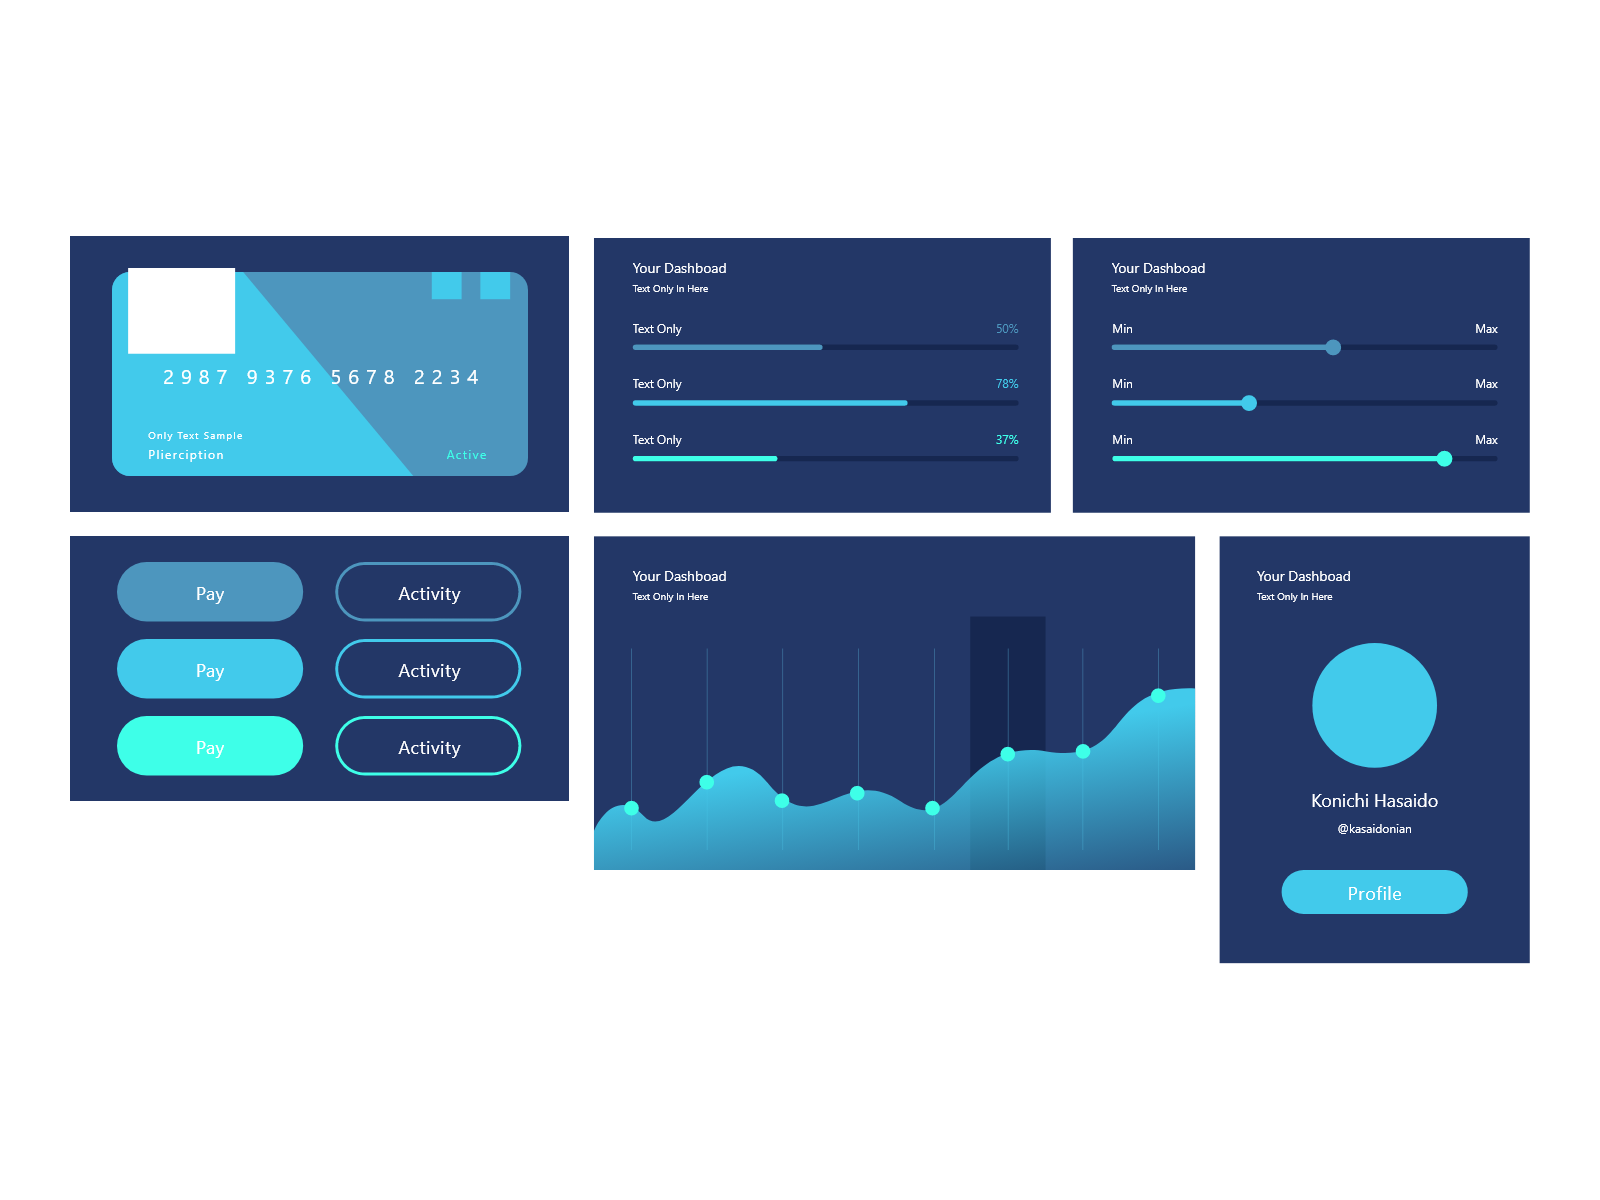 2987 9376 5678 2234
Only Text Sample
Plierciption
Active
Your Dashboad
Text Only In Here
Text Only 50%
Text Only 78%
Text Only 37%
Your Dashboad
Text Only In Here
Min Max
Min Max
Min Max
Pay Activity
Pay Activity
Pay Activity
Your Dashboad
Text Only In Here
Your Dashboad
Text Only In Here
Konichi Hasaido
@kasaidonian
Profile